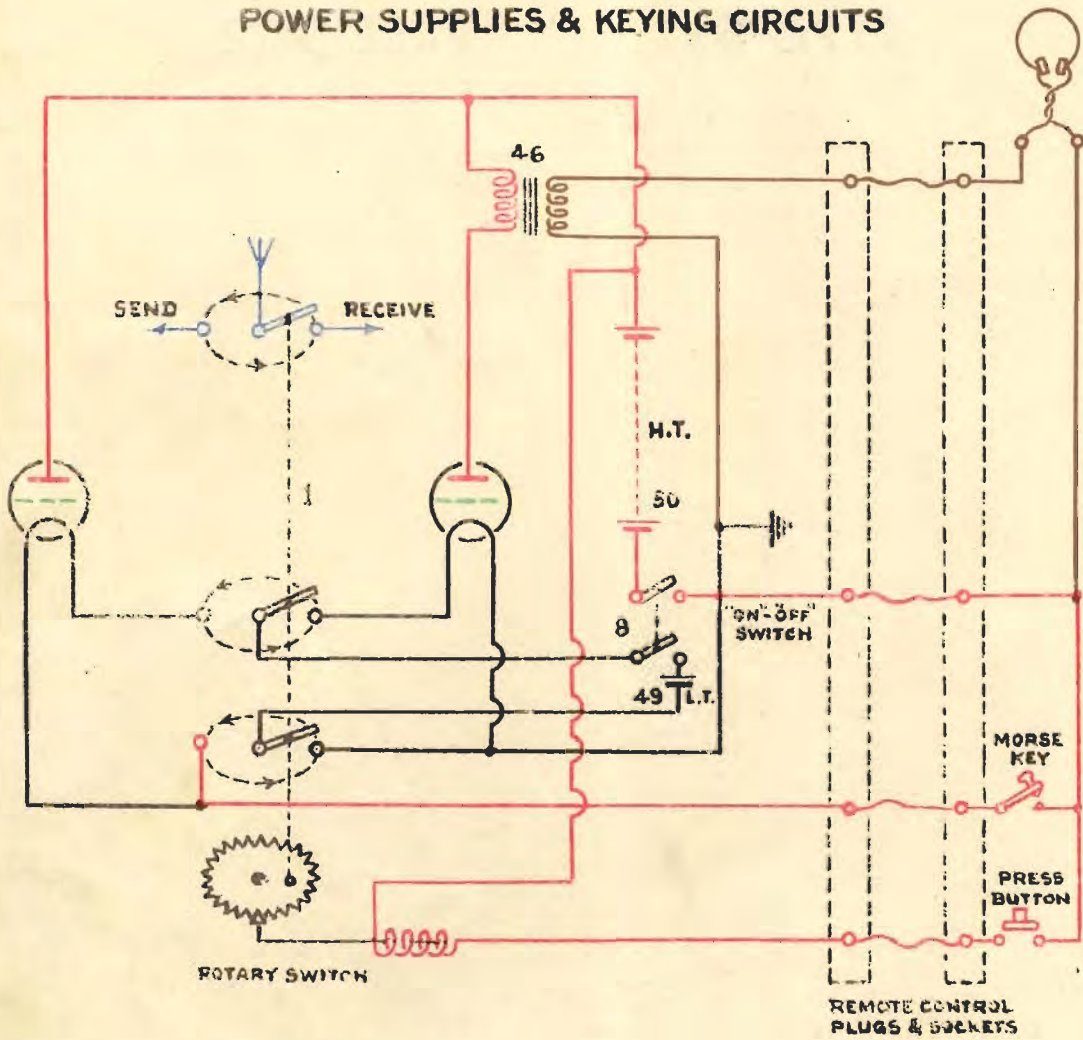 POWER SUPPLIES & KEYING CIRCUITS
46
SEND
RECEIVE
H.T.
1
50
"ON"-"OFF"
SWITCH
8
49
L.T.
MORSE
KEY
PRESS
BUTTON
ROTARY SWITCH
REMOTE CONTROL
PLUGS & SOCKETS